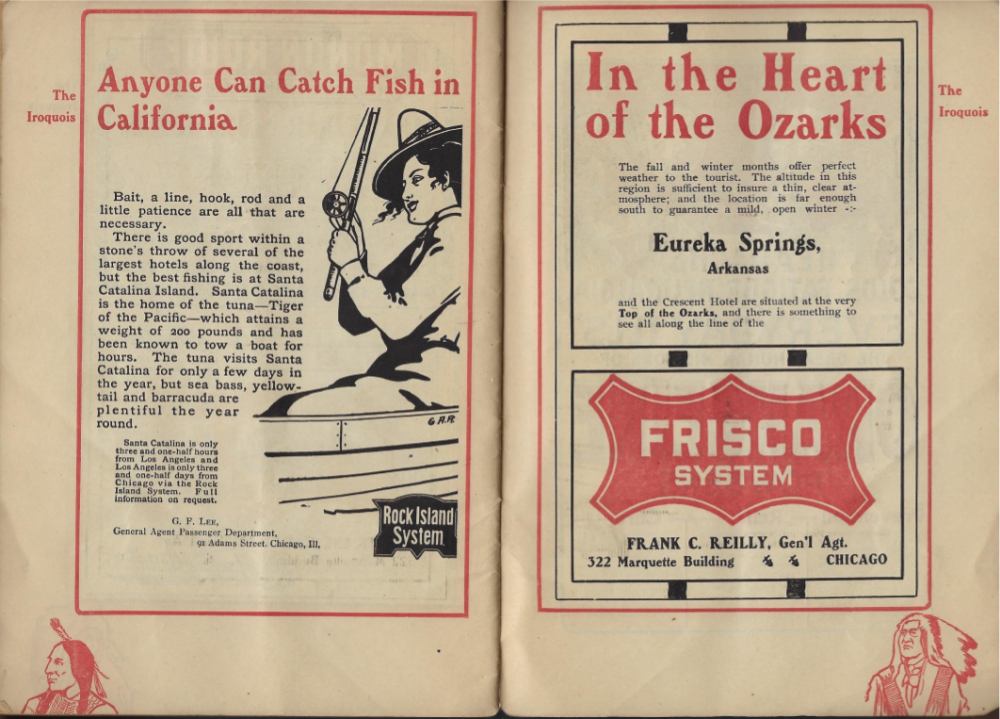 The
Iroquois
Anyone Can Catch Fish in
California
Bait, a line, hook, rod and a
little patience are all that are
necessary.
There is good sport within a
stone's throw of several of the
largest hotels along the coast,
but the best fishing is at Santa
Catalina Island. Santa Catalina
is the home of the tuna—Tiger
of the Pacific—which attains a
weight of 200 pounds and has
been known to tow a boat for
hours. The tuna visits Santa
Catalina for only a few days in
the year, but sea bass, yellow-
tail and barracuda are
plentiful the year
round.
Santa Catalina is only
three and one-half hours
from Los Angeles and
Los Angeles is only three
and one-half days from
Chicago via the Rock
Island System. Full
information on request.
G. F. LEE,
General Agent Passenger Department,
91 Adams Street. Chicago, Ill.
G A.R.
Rock Island
System
In the Heart
of the Ozarks
The fall and winter months offer perfect
weather to the tourist. The altitude in this
region is sufficient to insure a thin, clear at-
mosphere; and the location is far enough
south to guarantee a mild, open winter -:-
Eureka Springs,
Arkansas
and the Crescent Hotel are situated at the very
Top of the Ozarks, and there is something to
see all along the line of the
FRISCO
SYSTEM
FRANK C. REILLY, Gen'l Agt.
322 Marquette Building CHICAGO
The
Iroquois